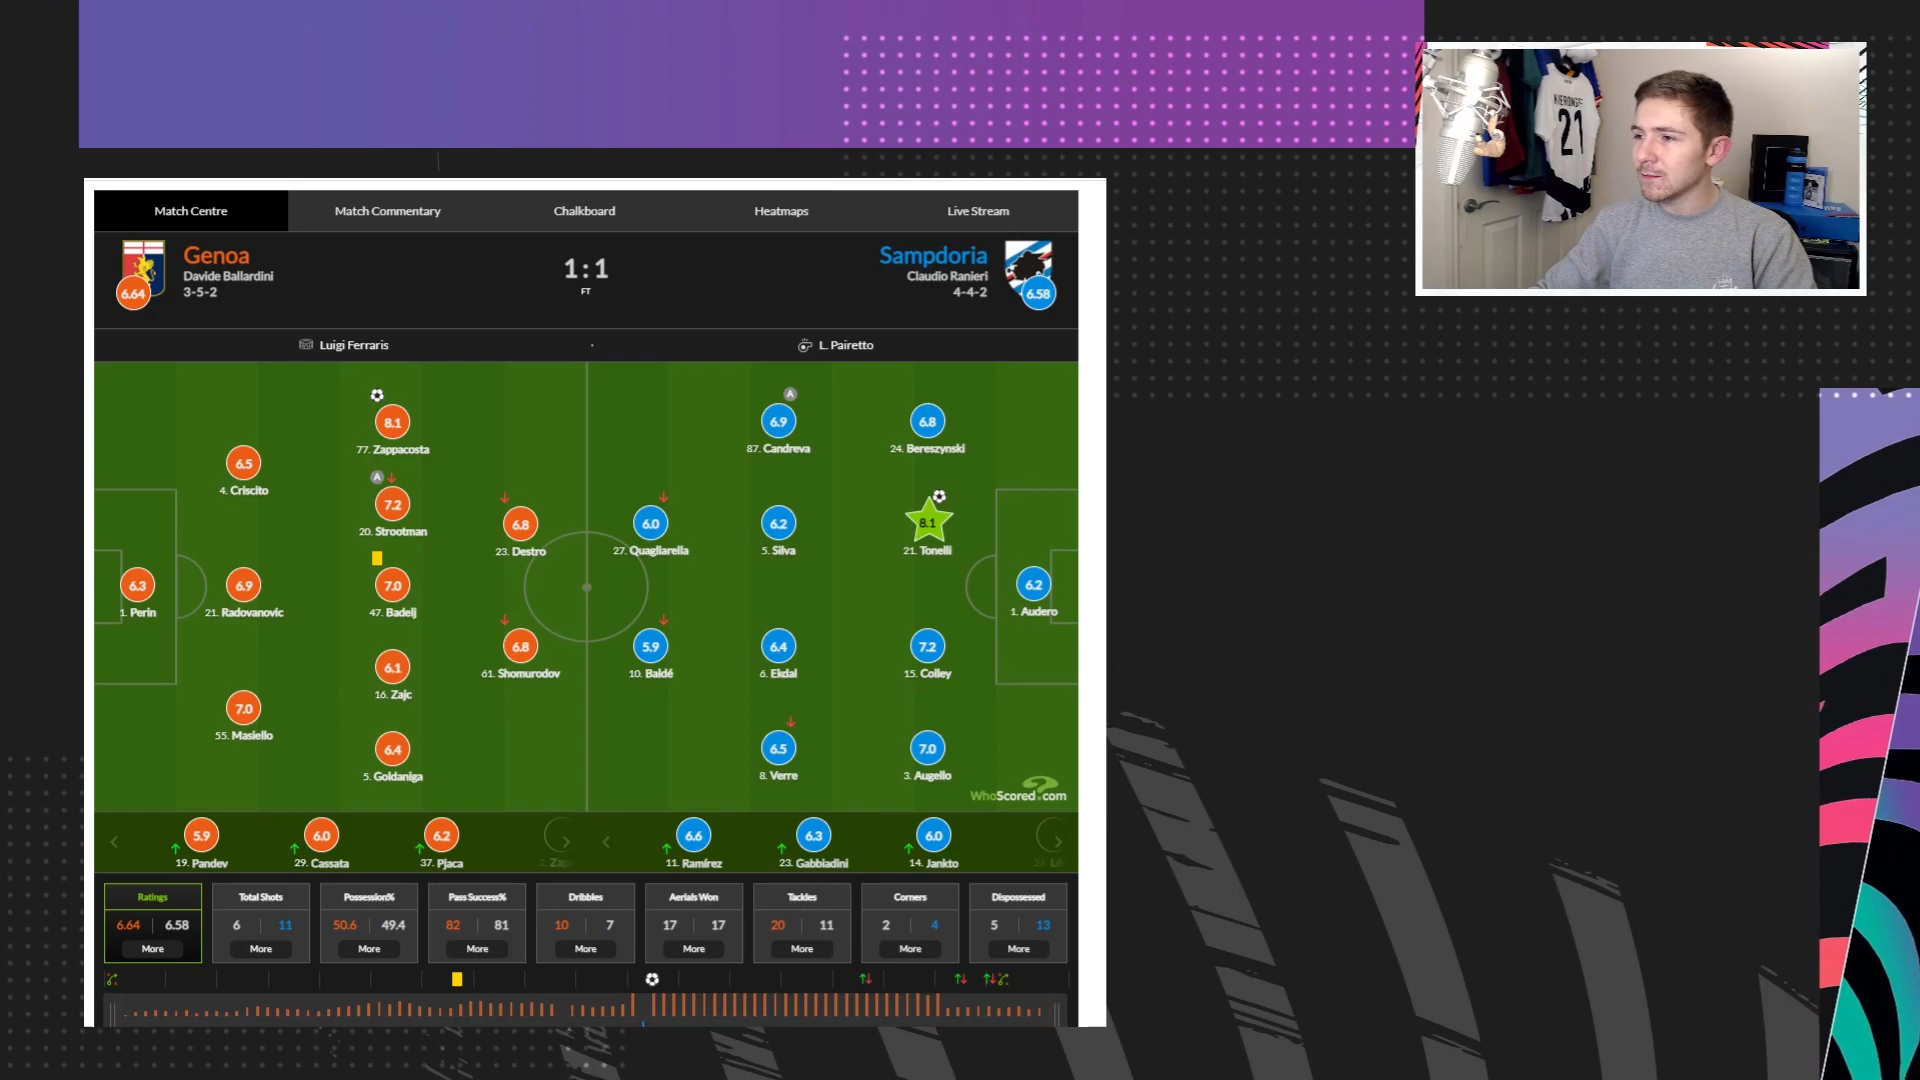 Match Centre Match Commentary Chalkboard Heatmaps Live Stream
Genoa
Davide Ballardini
3-5-2
6.64
1 : 1
FT
Sampdoria
Claudio Ranieri
4-4-2
6.58
Luigi Ferraris
L. Pairetto
21
8.1
77. Zappacosta
6.5
4. Criscito
A
7.2
20. Strootman
6.8
23. Destro
6.3
1. Perin
6.9
21. Radovanovic
7.0
47. Badelj
6.1
16. Zajc
6.8
61. Shomurodov
7.0
55. Masiello
6.4
5. Goldaniga
A
6.9
87. Candreva
6.8
24. Bereszynski
6.0
27. Quagliarella
6.2
5. Silva
8.1
21. Tonelli
6.2
1. Audero
5.9
10. Baldé
6.4
6. Ekdal
7.2
15. Colley
6.5
8. Verre
7.0
3. Augello
WhoScored.com
5.9 6.0 6.2 6.6 6.3 6.0
19. Pandev 29. Cassata 37. Pjaca 11. Ramírez 23. Gabbiadini 14. Jankto
Ratings Total Shots Possession% Pass Success% Dribbles Aerials Won Tackles Corners Dispossessed
6.64 6.58 6 11 50.6 49.4 82 81 10 7 17 17 20 11 2 4 5 13
More More More More More More More More More